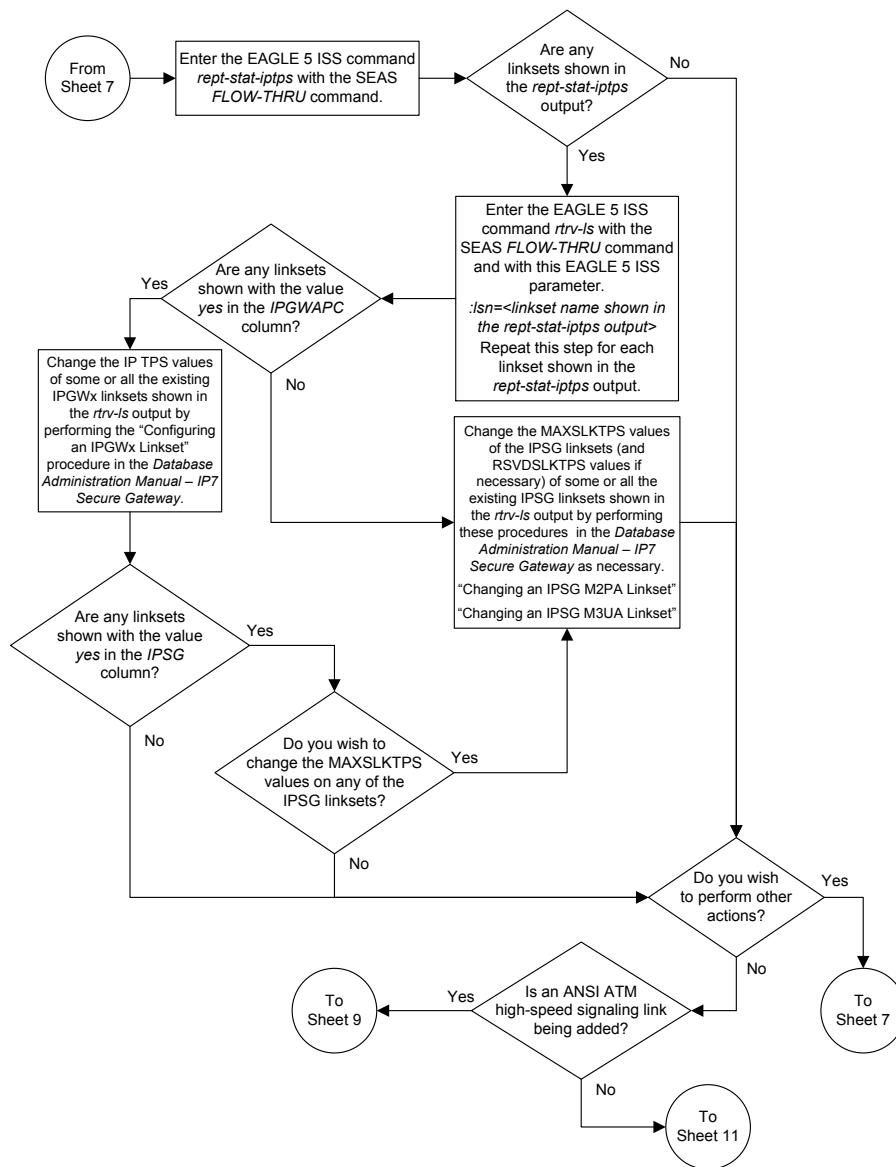 From
Sheet 7
Enter the EAGLE 5 ISS command
rept-stat-iptps with the SEAS
FLOW-THRU command.
Are any
linksets shown in
the rept-stat-iptps
output?
No
Yes
Enter the EAGLE 5 ISS
command rtrv-ls with the
SEAS FLOW-THRU command
and with this EAGLE 5 ISS
parameter.
:lsn=<linkset name shown in
the rept-stat-iptps output>
Repeat this step for each
linkset shown in the
rept-stat-iptps output.
Are any linksets
shown with the value
yes in the IPGWAPC
column?
Yes
No
Change the IP TPS values
of some or all the existing
IPGWx linksets shown in
the rtrv-ls output by
performing the “Configuring
an IPGWx Linkset”
procedure in the Database
Administration Manual – IP7
Secure Gateway.
Change the MAXSLKTPS values
of the IPSG linksets (and
RSVDSLKTPS values if
necessary) of some or all the
existing IPSG linksets shown in
the rtrv-ls output by performing
these procedures in the Database
Administration Manual – IP7
Secure Gateway as necessary.
“Changing an IPSG M2PA Linkset”
“Changing an IPSG M3UA Linkset”
Are any linksets
shown with the value
yes in the IPSG
column?
Yes
No
Do you wish to
change the MAXSLKTPS
values on any of the
IPSG linksets?
Yes
No
Do you wish
to perform other
actions?
Yes
No
To
Sheet 7
Is an ANSI ATM
high-speed signaling link
being added?
Yes
No
To
Sheet 9
To
Sheet 11